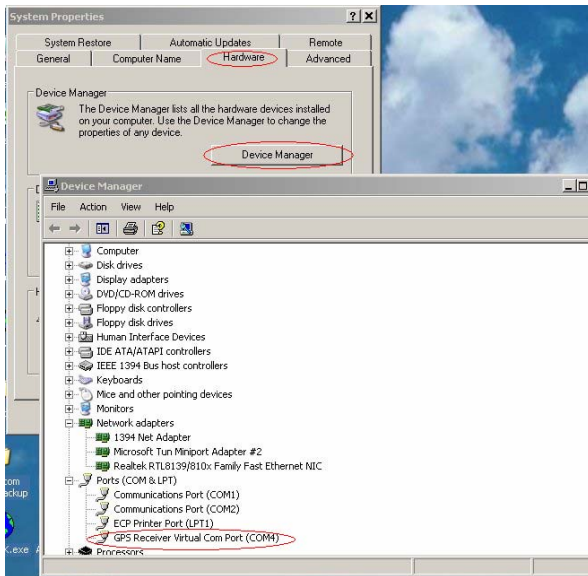 System Properties
System Restore Automatic Updates Remote
General Computer Name Hardware Advanced
Device Manager
The Device Manager lists all the hardware devices installed
on your computer. Use the Device Manager to change the
properties of any device.
Device Manager
Device Manager
File Action View Help
Computer
Disk drives
Display adapters
DVD/CD-ROM drives
Floppy disk controllers
Floppy disk drives
Human Interface Devices
IDE ATA/ATAPI controllers
IEEE 1394 Bus host controllers
Keyboards
Mice and other pointing devices
Monitors
Network adapters
1394 Net Adapter
Microsoft Tun Miniport Adapter #2
Realtek RTL8139/810x Family Fast Ethernet NIC
Ports (COM & LPT)
Communications Port (COM1)
Communications Port (COM2)
ECP Printer Port (LPT1)
GPS Receiver Virtual Com Port (COM4)
Processors